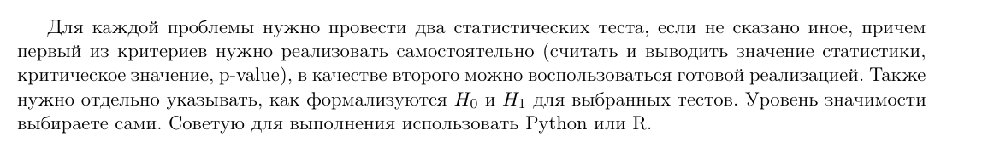 Для каждой проблемы нужно провести два статистических теста, если не сказано иное, причем
первый из критериев нужно реализовать самостоятельно (считать и выводить значение статистики,
критическое значение, p-value), в качестве второго можно воспользоваться готовой реализацией. Также
нужно отдельно указывать, как формализуются H₀ и H₁ для выбранных тестов. Уровень значимости
выбираете сами. Советую для выполнения использовать Python или R.